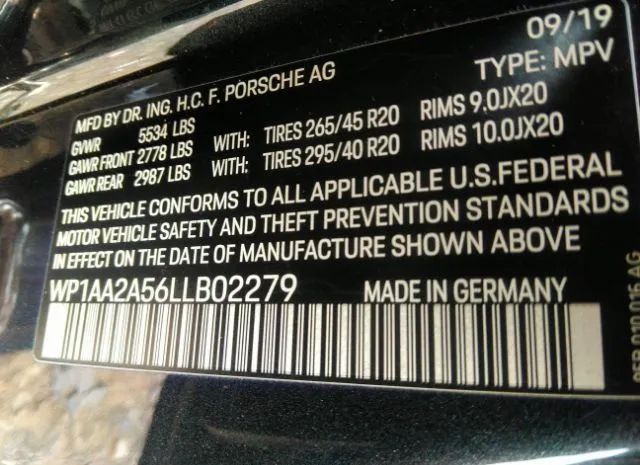 09/19
MFD BY DR. ING. H.C. F. PORSCHE AG TYPE: MPV
GVWR 5534 LBS
GAWR FRONT 2778 LBS WITH: TIRES 265/45 R20 RIMS 9.0JX20
GAWR REAR 2987 LBS WITH: TIRES 295/40 R20 RIMS 10.0JX20
THIS VEHICLE CONFORMS TO ALL APPLICABLE U.S.FEDERAL
MOTOR VEHICLE SAFETY AND THEFT PREVENTION STANDARDS
IN EFFECT ON THE DATE OF MANUFACTURE SHOWN ABOVE
WP1AA2A56LLB02279 MADE IN GERMANY